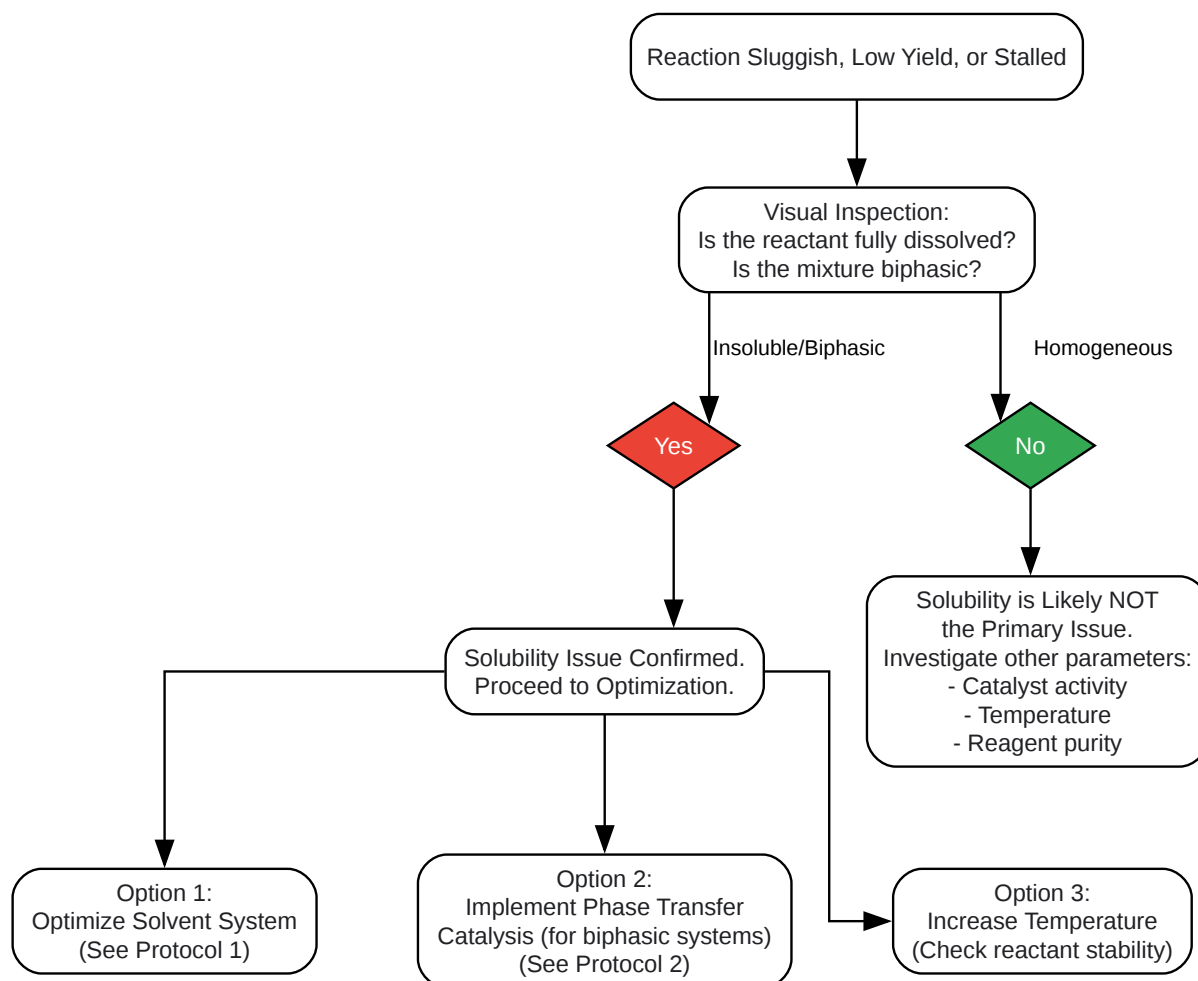 Reaction Sluggish, Low Yield, or Stalled
Visual Inspection:
Is the reactant fully dissolved?
Is the mixture biphasic?
Insoluble/Biphasic
Homogeneous
Yes
No
Solubility is Likely NOT
the Primary Issue.
Investigate other parameters:
- Catalyst activity
- Temperature
- Reagent purity
Solubility Issue Confirmed.
Proceed to Optimization.
Option 1:
Optimize Solvent System
(See Protocol 1)
Option 2:
Implement Phase Transfer
Catalysis (for biphasic systems)
(See Protocol 2)
Option 3:
Increase Temperature
(Check reactant stability)